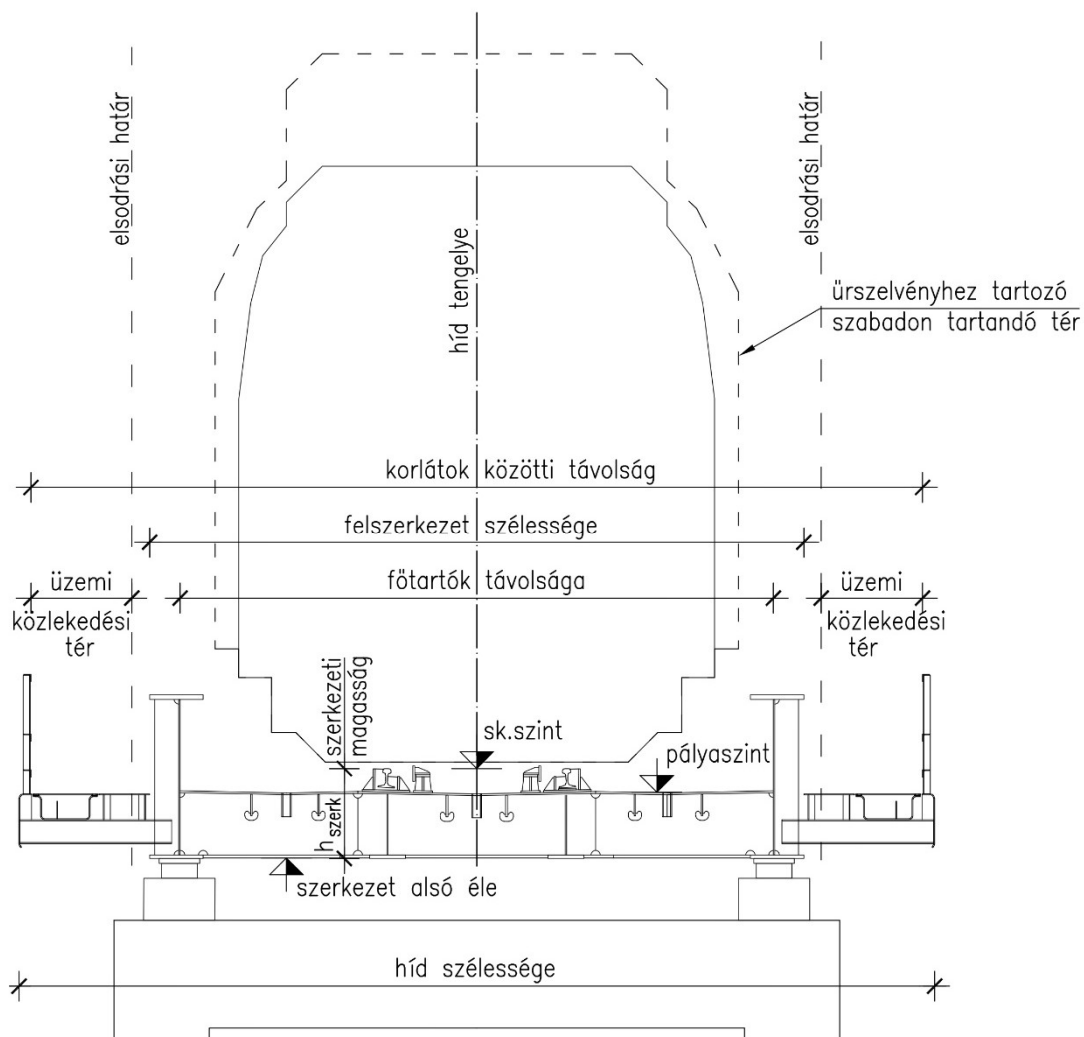 elsodrási határ
híd tengelye
elsodrási határ
ürszelvényhez tartozó
szabadon tartandó tér
korlátok közötti távolság
felszerkezet szélessége
üzemi
közlekedési
tér
főtartók távolsága
üzemi
közlekedési
tér
szerkezeti
magasság
sk.szint
pályaszint
h szerk
szerkezet alsó éle
híd szélessége